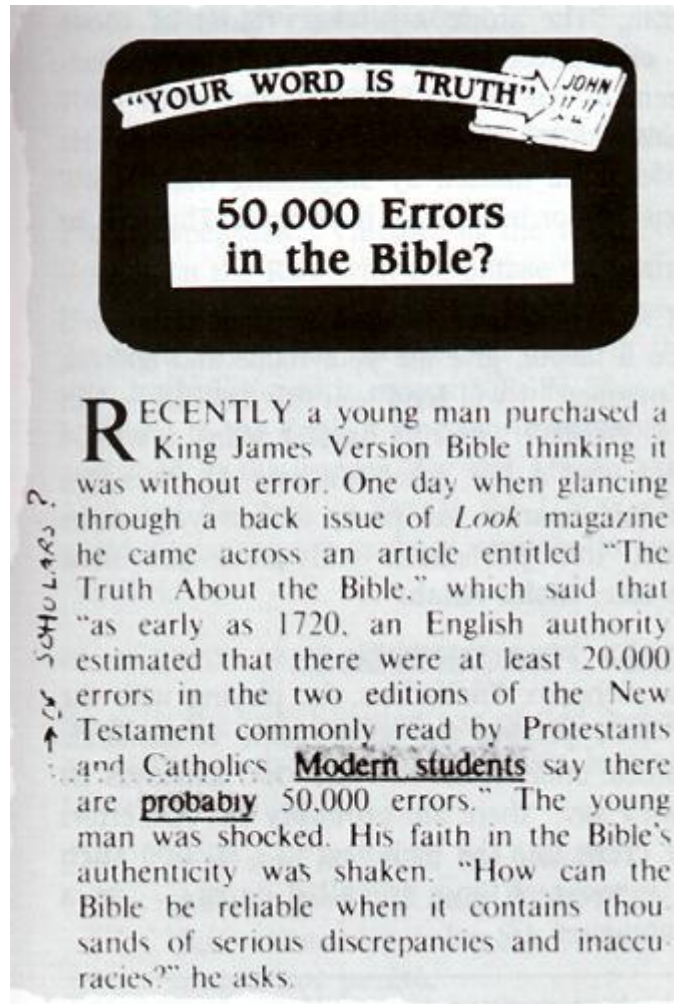 "YOUR WORD IS TRUTH"
JOHN
50,000 Errors
in the Bible?
RECENTLY a young man purchased a
King James Version Bible thinking it
was without error. One day when glancing
through a back issue of Look magazine
he came across an article entitled "The
Truth About the Bible," which said that
"as early as 1720, an English authority
estimated that there were at least 20,000
errors in the two editions of the New
Testament commonly read by Protestants
and Catholics. Modern students say there
are probably 50,000 errors." The young
man was shocked. His faith in the Bible's
authenticity was shaken. "How can the
Bible be reliable when it contains thou-
sands of serious discrepancies and inaccu-
racies?" he asks.
SCHOLARS?